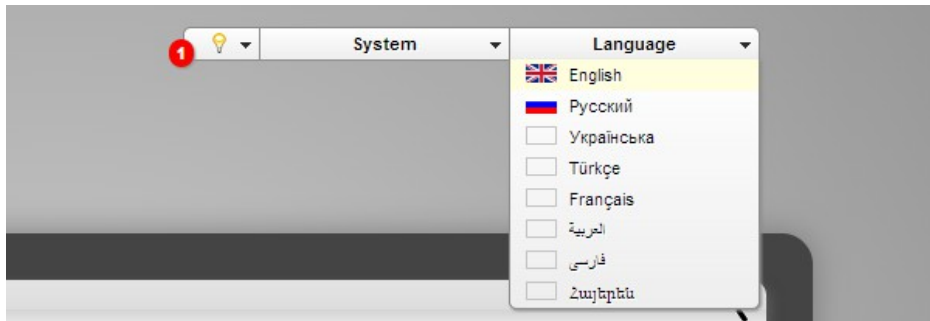 1 System Language
English
Русский
Українська
Türkçe
Français
العربية
فارسی
Հայերեն